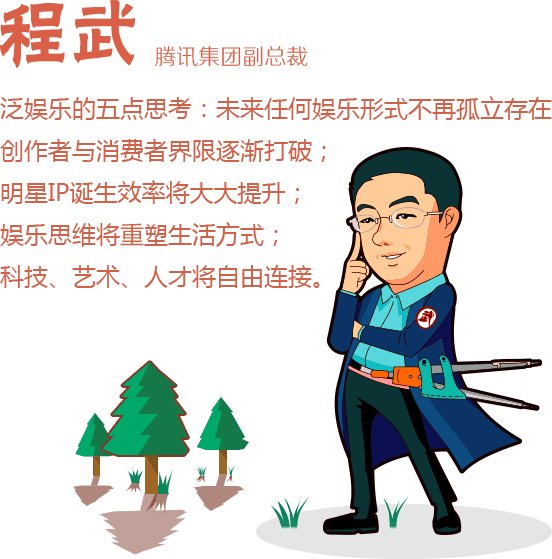 程武 腾讯集团副总裁
泛娱乐的五点思考：未来任何娱乐形式不再孤立存在
创作者与消费者界限逐渐打破；
明星IP诞生效率将大大提升；
娱乐思维将重塑生活方式；
科技、艺术、人才将自由连接。
武